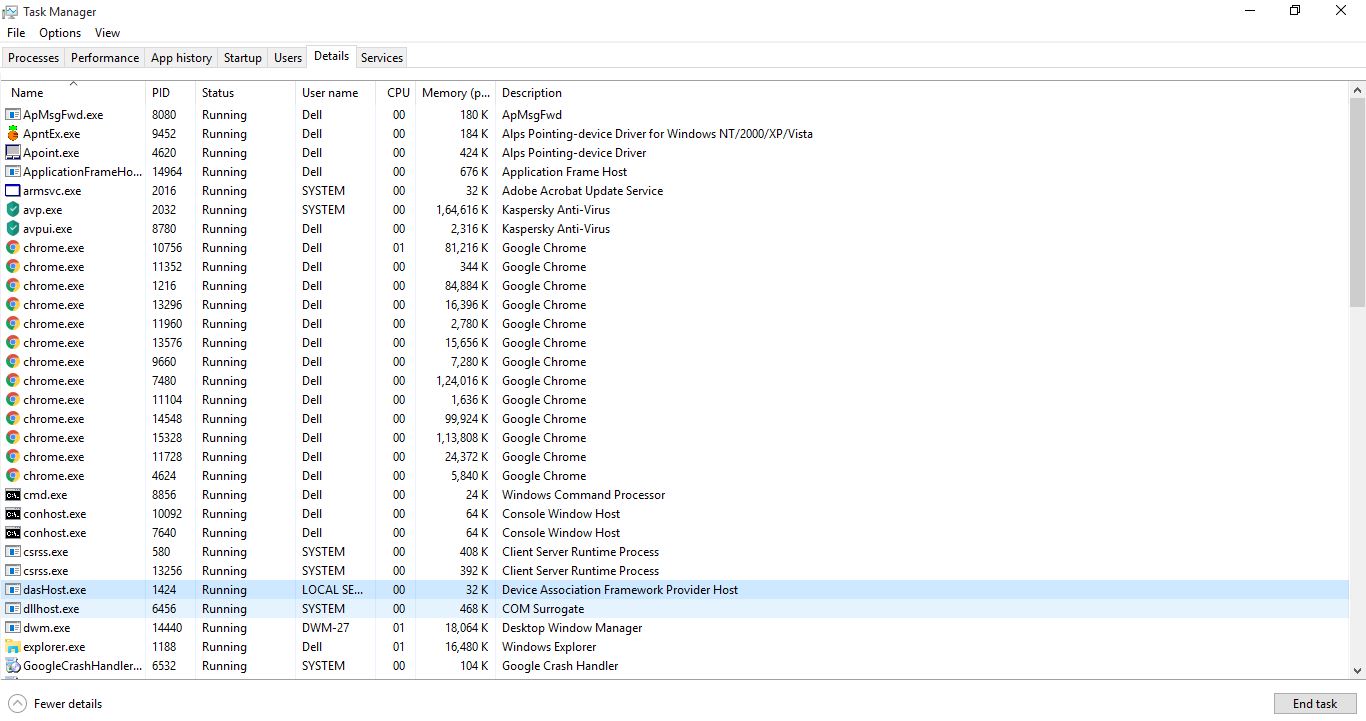 Task Manager
File Options View
Processes Performance App history Startup Users Details Services
Name PID Status User name CPU Memory (p... Description
ApMsgFwd.exe 8080 Running Dell 00 180 K ApMsgFwd
ApntEx.exe 9452 Running Dell 00 184 K Alps Pointing-device Driver for Windows NT/2000/XP/Vista
Apoint.exe 4620 Running Dell 00 424 K Alps Pointing-device Driver
ApplicationFrameHo... 14964 Running Dell 00 676 K Application Frame Host
armsvc.exe 2016 Running SYSTEM 00 32 K Adobe Acrobat Update Service
avp.exe 2032 Running SYSTEM 00 1,64,616 K Kaspersky Anti-Virus
avpui.exe 8780 Running Dell 00 2,316 K Kaspersky Anti-Virus
chrome.exe 10756 Running Dell 01 81,216 K Google Chrome
chrome.exe 11352 Running Dell 00 344 K Google Chrome
chrome.exe 1216 Running Dell 00 84,884 K Google Chrome
chrome.exe 13296 Running Dell 00 16,396 K Google Chrome
chrome.exe 11960 Running Dell 00 2,780 K Google Chrome
chrome.exe 13576 Running Dell 00 15,656 K Google Chrome
chrome.exe 9660 Running Dell 00 7,280 K Google Chrome
chrome.exe 7480 Running Dell 00 1,24,016 K Google Chrome
chrome.exe 11104 Running Dell 00 1,636 K Google Chrome
chrome.exe 14548 Running Dell 00 99,924 K Google Chrome
chrome.exe 15328 Running Dell 00 1,13,808 K Google Chrome
chrome.exe 11728 Running Dell 00 24,372 K Google Chrome
chrome.exe 4624 Running Dell 00 5,840 K Google Chrome
cmd.exe 8856 Running Dell 00 24 K Windows Command Processor
conhost.exe 10092 Running Dell 00 64 K Console Window Host
conhost.exe 7640 Running Dell 00 64 K Console Window Host
csrss.exe 580 Running SYSTEM 00 408 K Client Server Runtime Process
csrss.exe 13256 Running SYSTEM 00 392 K Client Server Runtime Process
dasHost.exe 1424 Running LOCAL SE... 00 32 K Device Association Framework Provider Host
dllhost.exe 6456 Running SYSTEM 00 468 K COM Surrogate
dwm.exe 14440 Running DWM-27 01 18,064 K Desktop Window Manager
explorer.exe 1188 Running Dell 01 16,480 K Windows Explorer
GoogleCrashHandler... 6532 Running SYSTEM 00 104 K Google Crash Handler
Fewer details End task